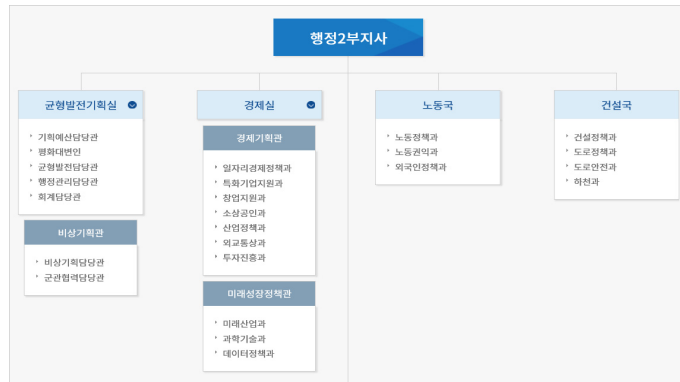 행정2부지사
균형발전기획실
기획예산담당관
평화대변인
균형발전담당관
행정관리담당관
회계담당관
비상기획관
비상기획담당관
군관협력담당관
경제실
경제기획관
일자리경제정책과
특화기업지원과
창업지원과
소상공인과
산업정책과
외교통상과
투자진흥과
미래성장정책관
미래산업과
과학기술과
데이터정책과
노동국
노동정책과
노동권익과
외국인정책과
건설국
건설정책과
도로정책과
도로안전과
하천과